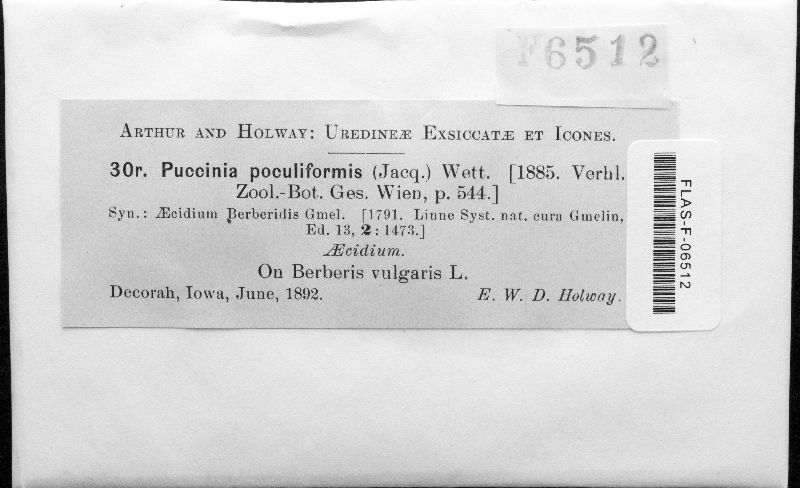 F6512
Arthur and Holway: Uredineæ Exsiccatæ et Icones.
30r. Puccinia poculiformis (Jacq.) Wett. [1885. Verhl.
Zool.-Bot. Ges. Wien, p. 544.]
Syn.: Æcidium Berberidis Gmel. [1791. Linne Syst. nat. cura Gmelin,
Ed. 13, 2: 1473.]
Æcidium.
On Berberis vulgaris L.
Decorah, Iowa, June, 1892. E. W. D. Holway.
FLAS-F-06512